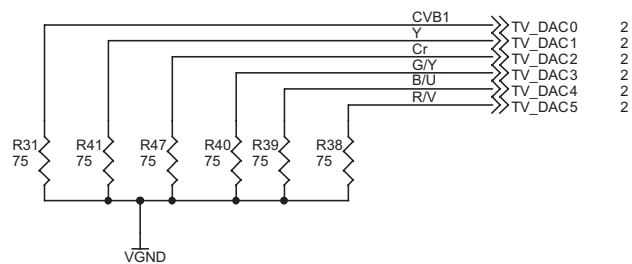 CVB1 TV_DAC0 2
Y TV_DAC1 2
Cr TV_DAC2 2
G/Y TV_DAC3 2
B/U TV_DAC4 2
R/V TV_DAC5 2
R31 R41 R47 R40 R39 R38
75 75 75 75 75 75
VGND